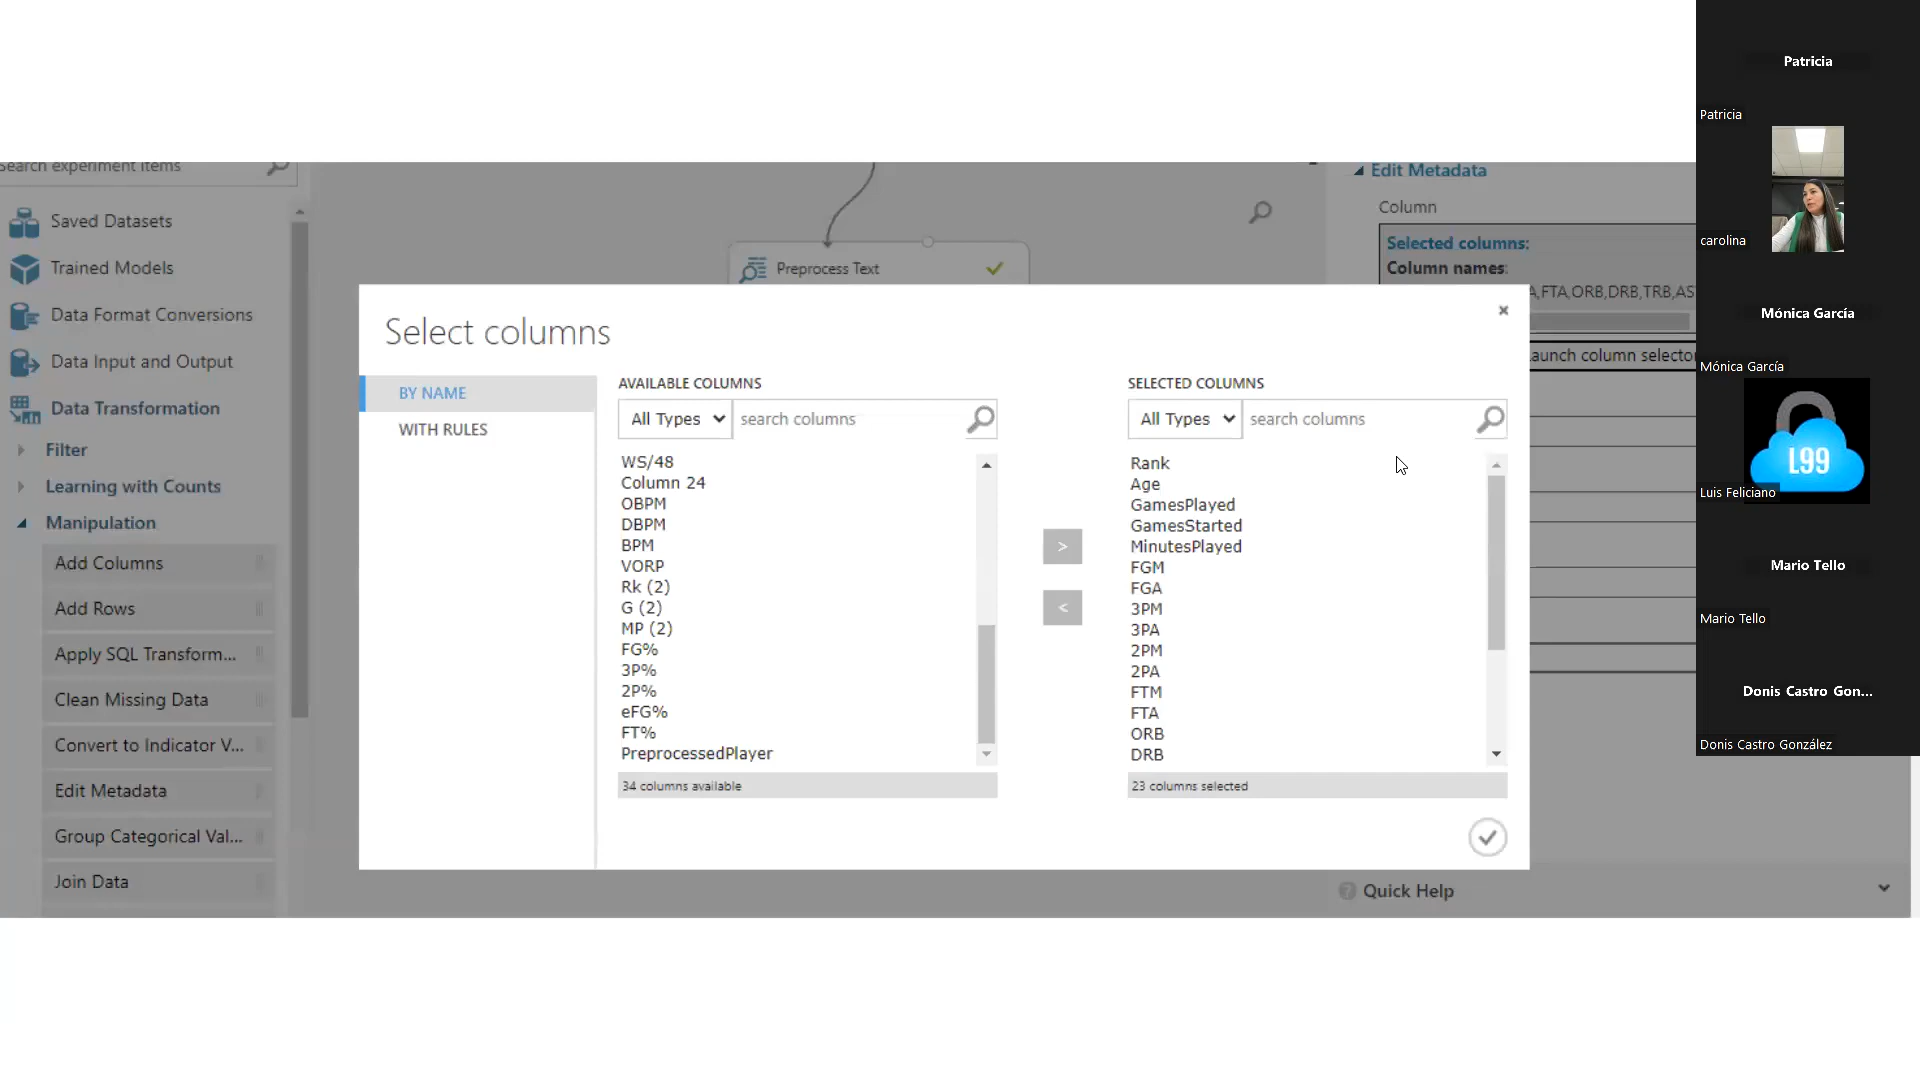 Search experiment items
Saved Datasets
Trained Models
Data Format Conversions
Data Input and Output
Data Transformation
Filter
Learning with Counts
Manipulation
Add Columns
Add Rows
Apply SQL Transform...
Clean Missing Data
Convert to Indicator V...
Edit Metadata
Group Categorical Val...
Join Data
Preprocess Text
Select columns
BY NAME
WITH RULES
AVAILABLE COLUMNS
All Types
search columns
WS/48
Column 24
OBPM
DBPM
BPM
VORP
Rk (2)
G (2)
MP (2)
FG%
3P%
2P%
eFG%
FT%
PreprocessedPlayer
34 columns available
>
<
SELECTED COLUMNS
All Types
search columns
Rank
Age
GamesPlayed
GamesStarted
MinutesPlayed
FGM
FGA
3PM
3PA
2PM
2PA
FTM
FTA
ORB
DRB
23 columns selected
Edit Metadata
Column
Selected columns:
Column names:
A,FTA,ORB,DRB,TRB,AS
aunch column selecto
Quick Help
Patricia
Patricia
carolina
Mónica García
Mónica García
L99
Luis Feliciano
Mario Tello
Mario Tello
Donis Castro Gon...
Donis Castro González